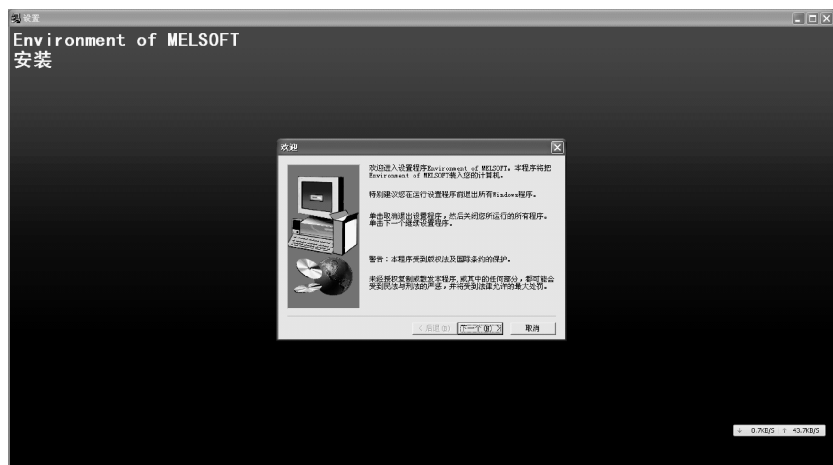 设置
Environment of MELSOFT
安装
欢迎
欢迎进入设置程序Environment of MELSOFT。本程序将把
Environment of MELSOFT装入您的计算机。
特别建议您在运行设置程序前退出所有Windows程序。
单击取消退出设置程序，然后关闭您所运行的所有程序。
单击下一个继续设置程序。
警告：本程序受到版权法及国际条约的保护。
未经授权复制或散发本程序,或其中的任何部分，都可能会
受到民法与刑法的严惩，并将受到法律允许的最大处罚。
< 后退(B) 下一个(N) > 取消
↓ 0.7KB/S ↑ 43.7KB/S